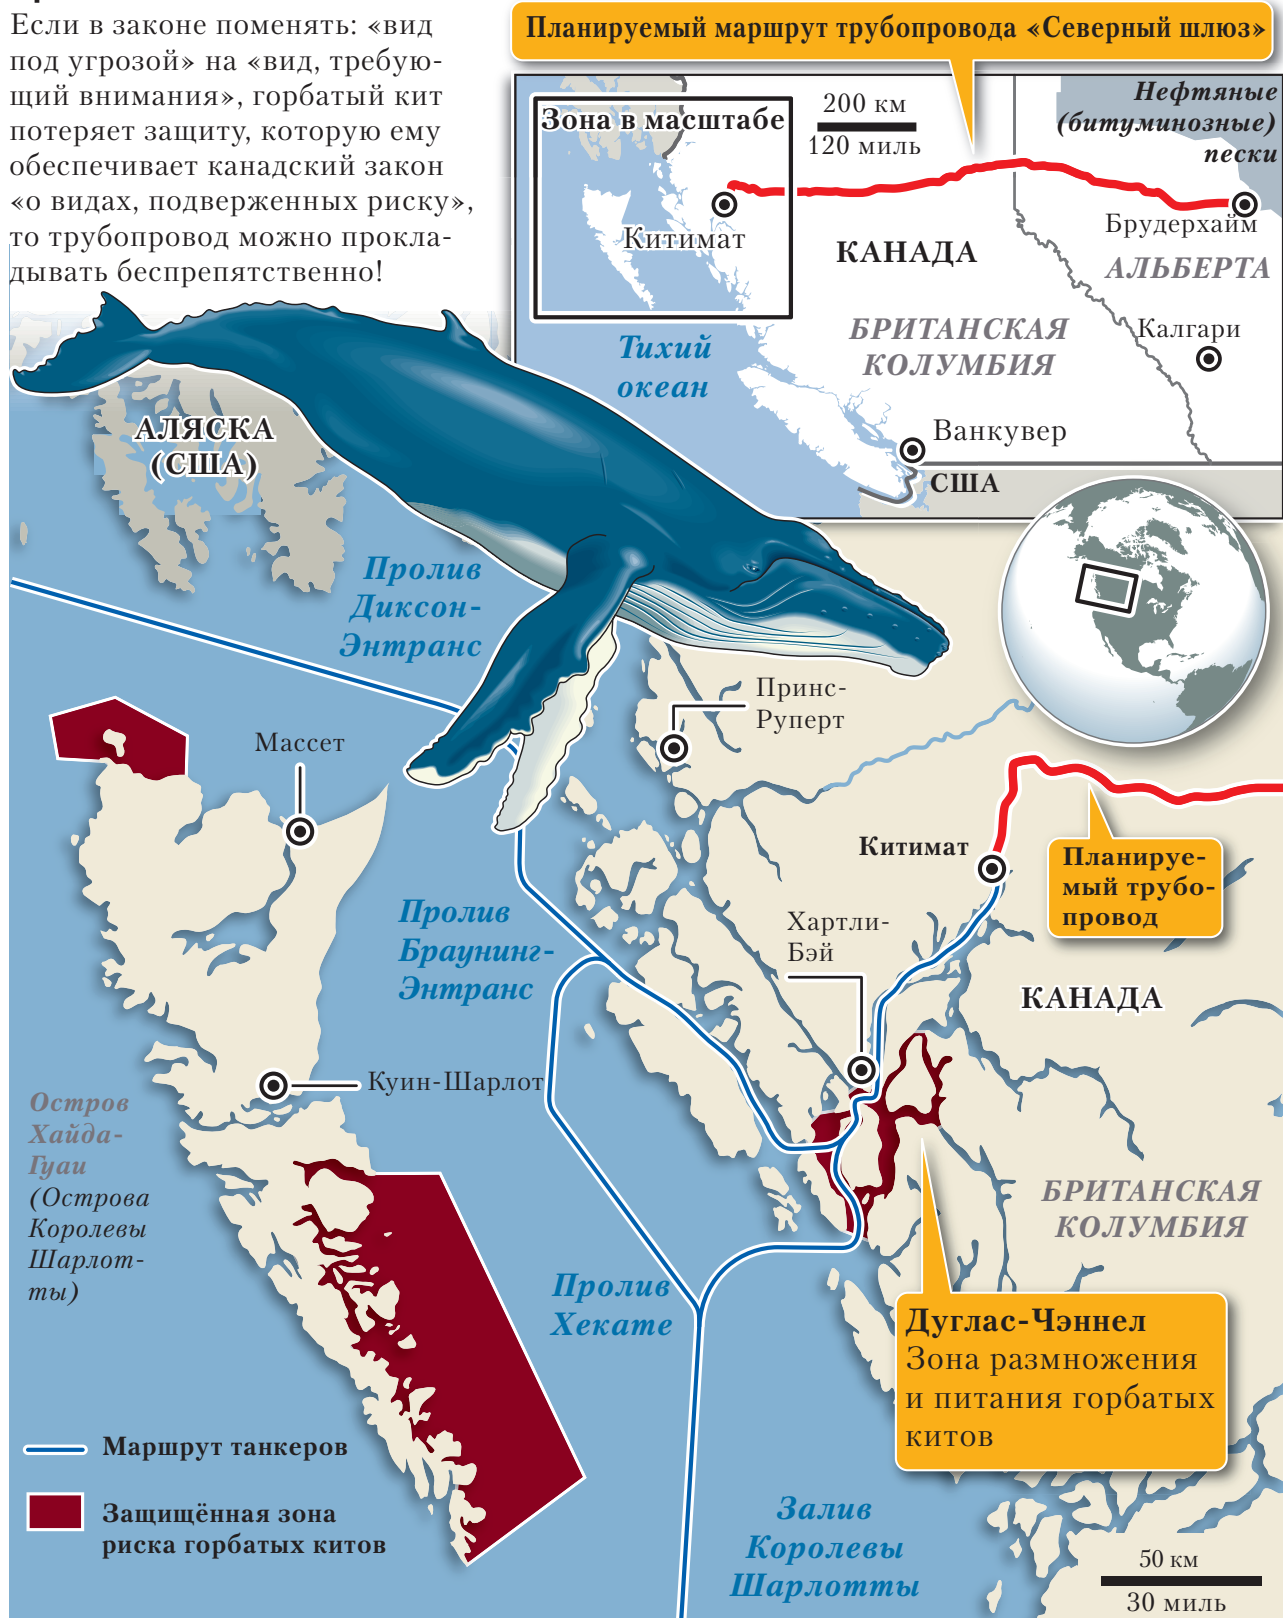 Если в законе поменять: «вид
под угрозой» на «вид, требую-
щий внимания», горбатый кит
потеряет защиту, которую ему
обеспечивает канадский закон
«о видах, подверженных риску»,
то трубопровод можно прокла-
дывать беспрепятственно!
Планируемый маршрут трубопровода «Северный шлюз»
Зона в масштабе
200 км
120 миль
Нефтяные
(битуминозные)
пески
Китимат
Брудерхайм
КАНАДА
АЛЬБЕРТА
БРИТАНСКАЯ
КОЛУМБИЯ
Калгари
Тихий
океан
Ванкувер
США
АЛЯСКА
(США)
Пролив
Диксон-
Энтранс
Принс-
Руперт
Массет
Китимат
Планируе-
мый трубо-
провод
Пролив
Браунинг-
Энтранс
Хартли-
Бэй
КАНАДА
Куин-Шарлот
Остров
Хайда-
Гуаи
(Острова
Королевы
Шарлот-
ты)
БРИТАНСКАЯ
КОЛУМБИЯ
Пролив
Хекате
Дуглас-Чэннел
Зона размножения
и питания горбатых
китов
Маршрут танкеров
Защищённая зона
риска горбатых китов
Залив
Королевы
Шарлотты
50 км
30 миль